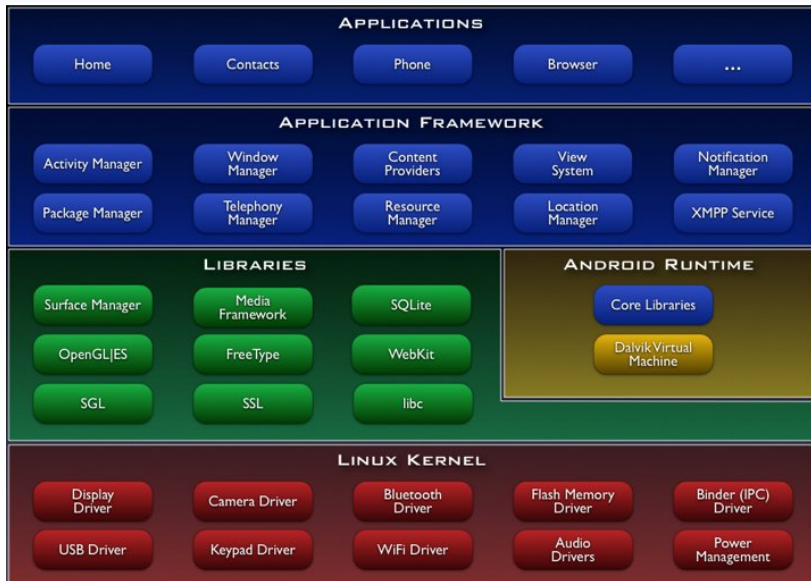 APPLICATIONS
Home
Contacts
Phone
Browser
...
APPLICATION FRAMEWORK
Activity Manager
Window
Manager
Content
Providers
View
System
Notification
Manager
Package Manager
Telephony
Manager
Resource
Manager
Location
Manager
XMPP Service
LIBRARIES
Surface Manager
Media
Framework
SQLite
OpenGL|ES
FreeType
WebKit
SGL
SSL
libc
ANDROID RUNTIME
Core Libraries
Dalvik Virtual
Machine
LINUX KERNEL
Display
Driver
Camera Driver
Bluetooth
Driver
Flash Memory
Driver
Binder (IPC)
Driver
USB Driver
Keypad Driver
WiFi Driver
Audio
Drivers
Power
Management